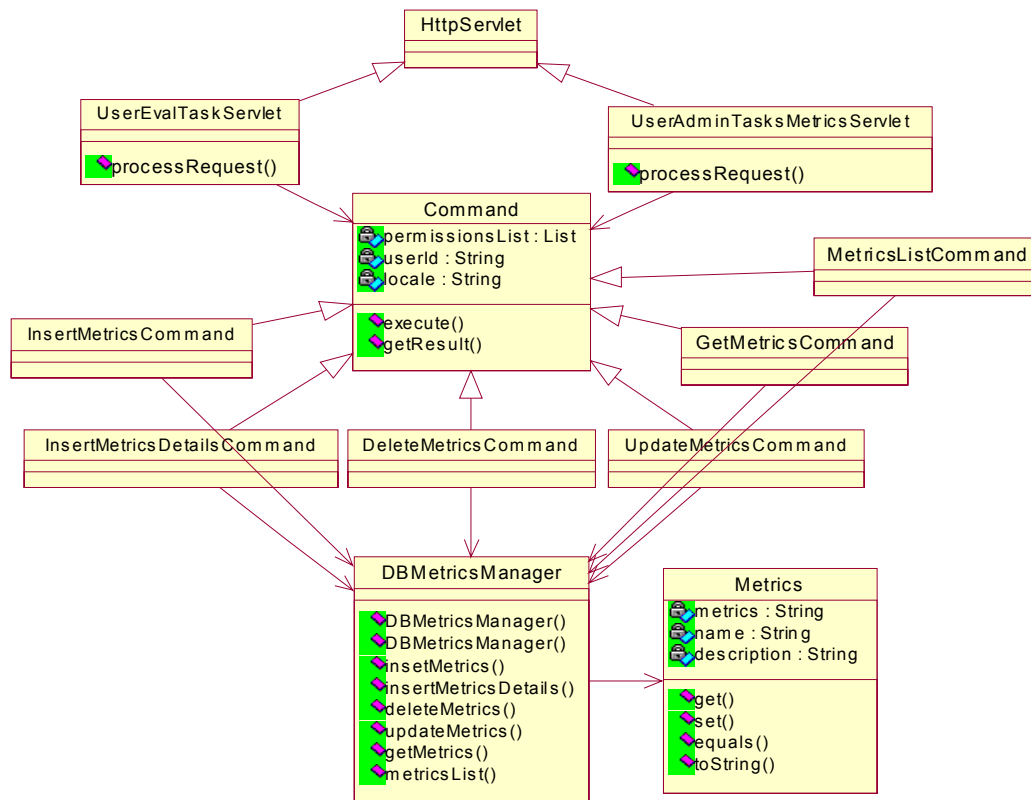 HttpServlet
UserEvalTaskServlet
processRequest()
UserAdminTasksMetricsServlet
processRequest()
Command
permissionsList : List
userId : String
locale : String
execute()
getResult()
MetricsListCommand
InsertMetricsCommand
GetMetricsCommand
InsertMetricsDetailsCommand
DeleteMetricsCommand
UpdateMetricsCommand
DBMetricsManager
DBMetricsManager()
DBMetricsManager()
insetMetrics()
insertMetricsDetails()
deleteMetrics()
updateMetrics()
getMetrics()
metricsList()
Metrics
metrics : String
name : String
description : String
get()
set()
equals()
toString()